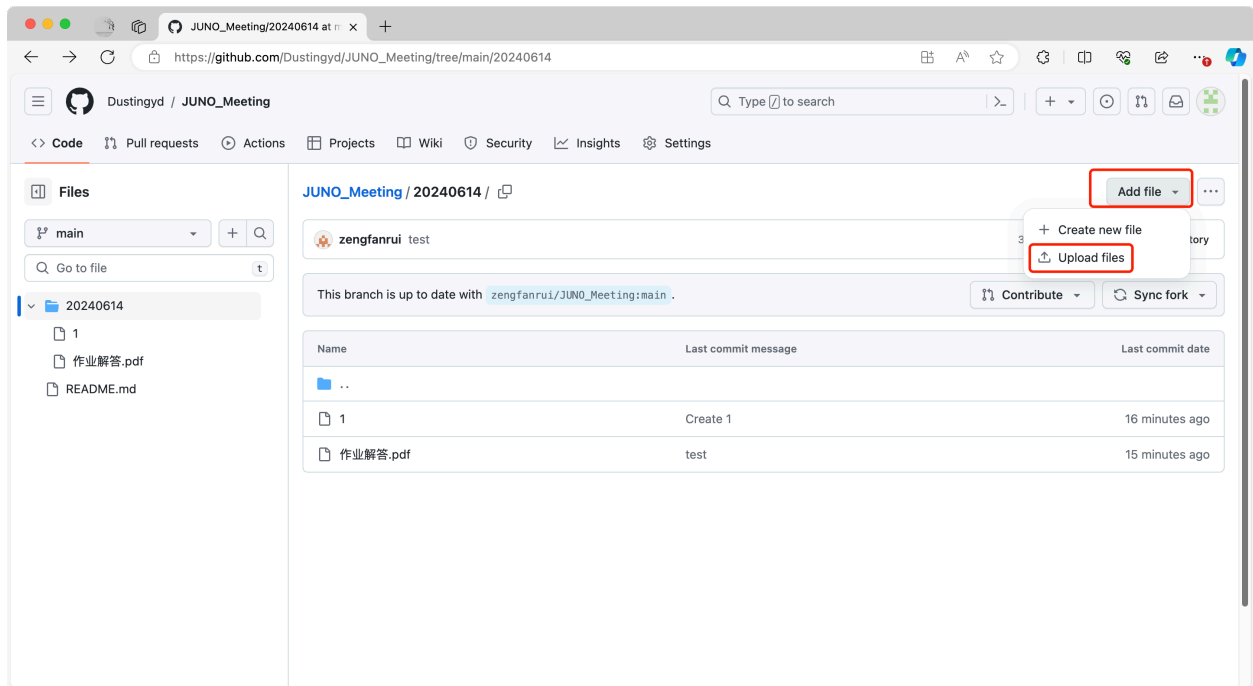 JUNO_Meeting/20240614 at m
https://github.com/Dustingyd/JUNO_Meeting/tree/main/20240614
Dustingyd / JUNO_Meeting
Type / to search
Code Pull requests Actions Projects Wiki Security Insights Settings
Files
JUNO_Meeting / 20240614 /
Add file
main
zengfanrui test
Create new file
Go to file t
Upload files
This branch is up to date with zengfanrui/JUNO_Meeting:main .
Contribute
Sync fork
20240614
1
作业解答.pdf
README.md
Name Last commit message Last commit date
..
1 Create 1 16 minutes ago
作业解答.pdf test 15 minutes ago